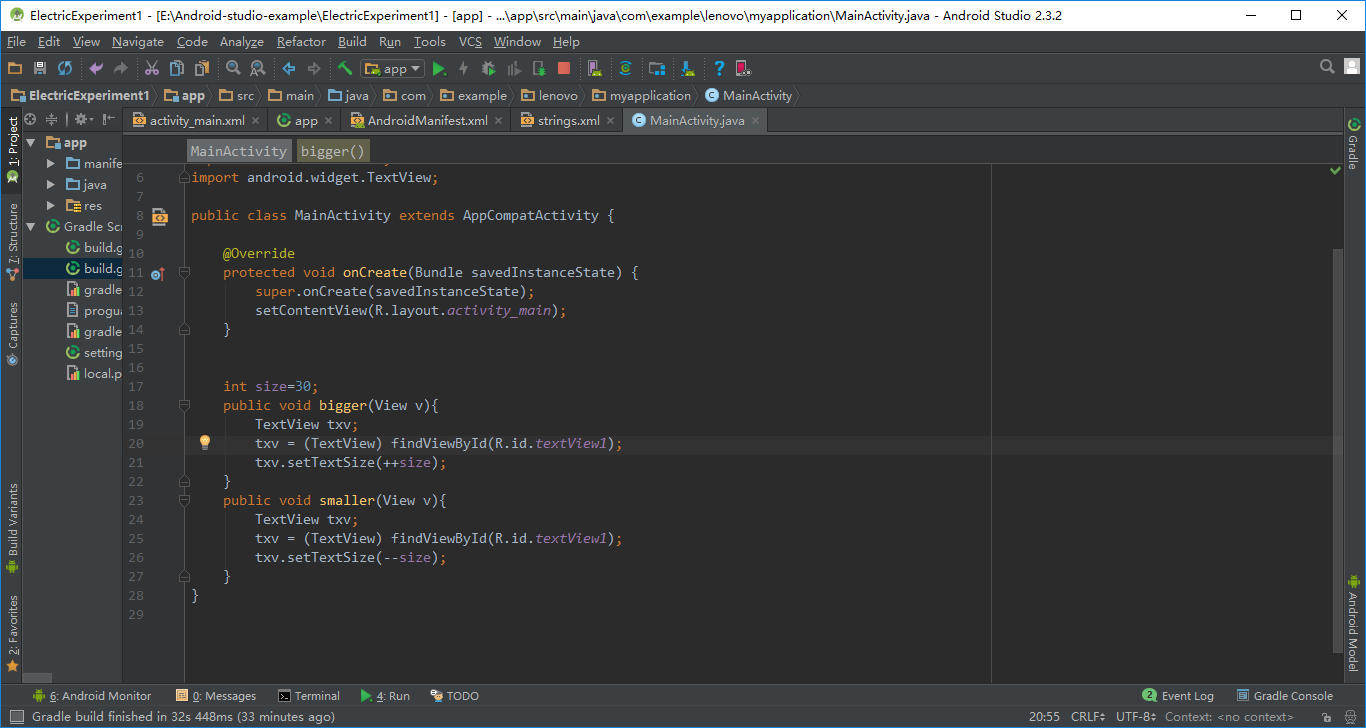 ElectricExperiment1 - [E:\Android-studio-example\ElectricExperiment1] - [app] - ...\app\src\main\java\com\example\lenovo\myapplication\MainActivity.java - Android Studio 2.3.2
File Edit View Navigate Code Analyze Refactor Build Run Tools VCS Window Help
app
ElectricExperiment1 app src main java com example lenovo myapplication MainActivity
activity_main.xml app AndroidManifest.xml strings.xml MainActivity.java
MainActivity bigger()
1: Project
7: Structure
Captures
Build Variants
2: Favorites
app
manife
java
res
Gradle Scr
build.g
build.g
gradle
progua
gradle
setting
local.p
6 import android.widget.TextView;
7
8 public class MainActivity extends AppCompatActivity {
9
10 @Override
11 protected void onCreate(Bundle savedInstanceState) {
12 super.onCreate(savedInstanceState);
13 setContentView(R.layout.activity_main);
14 }
15
16
17 int size=30;
18 public void bigger(View v){
19 TextView txv;
20 txv = (TextView) findViewById(R.id.textView1);
21 txv.setTextSize(++size);
22 }
23 public void smaller(View v){
24 TextView txv;
25 txv = (TextView) findViewById(R.id.textView1);
26 txv.setTextSize(--size);
27 }
28 }
29
Gradle
Android Model
6: Android Monitor 0: Messages Terminal 4: Run TODO 2 Event Log Gradle Console
Gradle build finished in 32s 448ms (33 minutes ago) 20:55 CRLF UTF-8 Context: <no context>